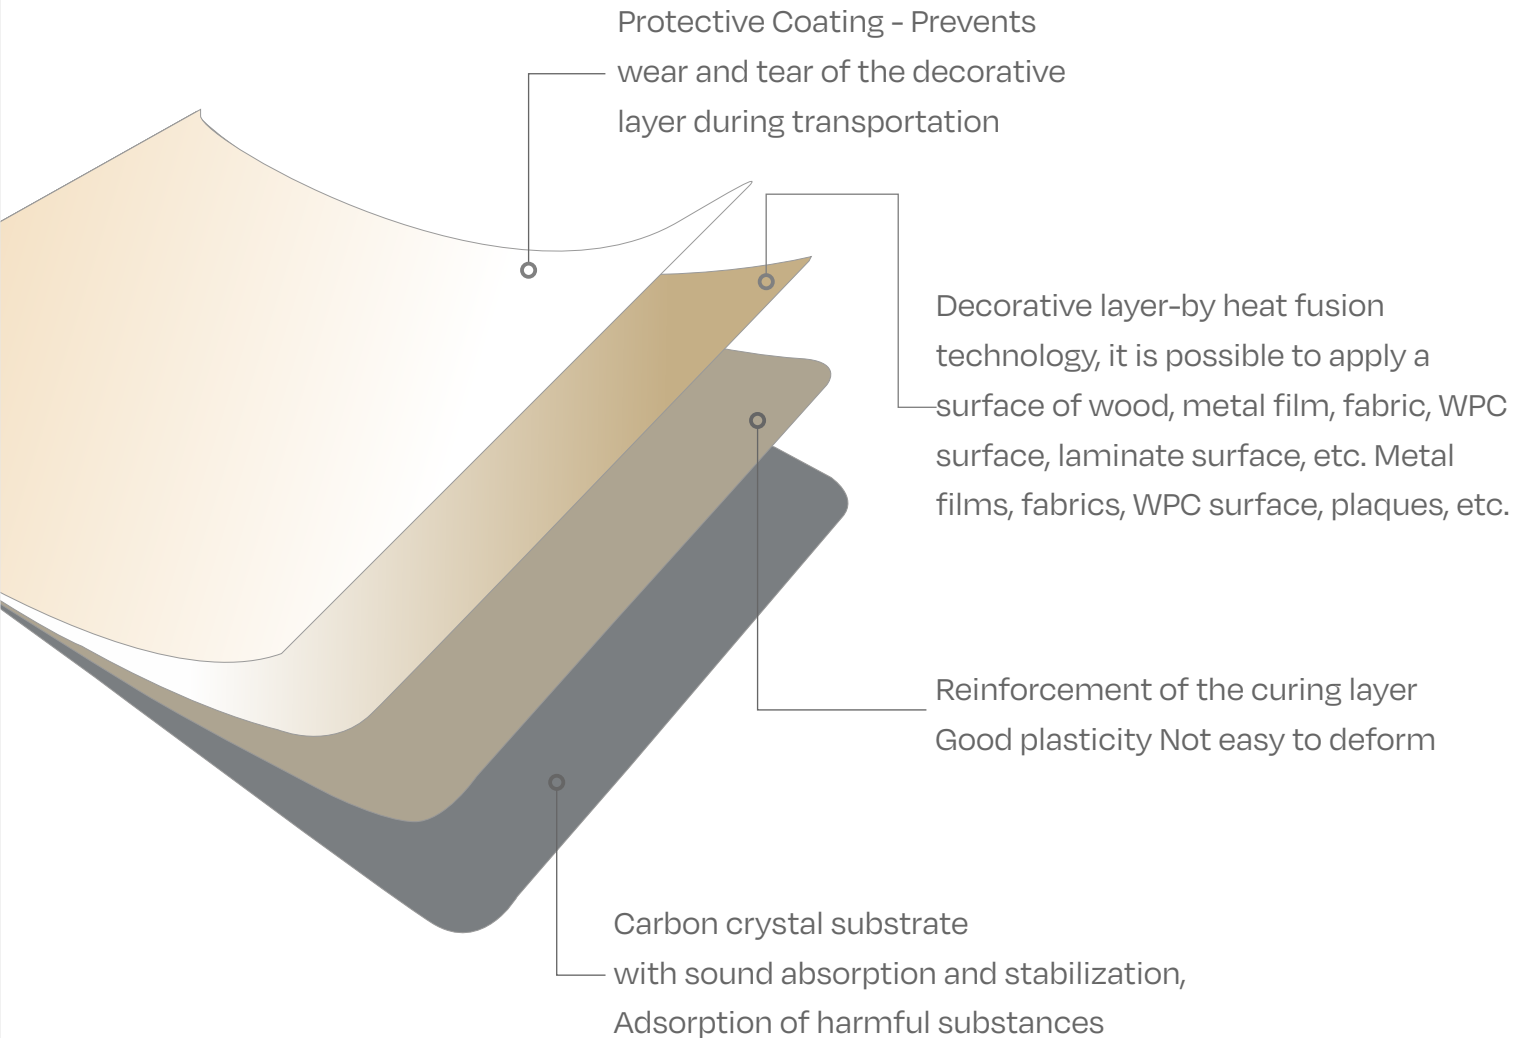 Protective Coating - Prevents
wear and tear of the decorative
layer during transportation
Decorative layer-by heat fusion
technology, it is possible to apply a
surface of wood, metal film, fabric, WPC
surface, laminate surface, etc. Metal
films, fabrics, WPC surface, plaques, etc.
Reinforcement of the curing layer
Good plasticity Not easy to deform
Carbon crystal substrate
with sound absorption and stabilization,
Adsorption of harmful substances